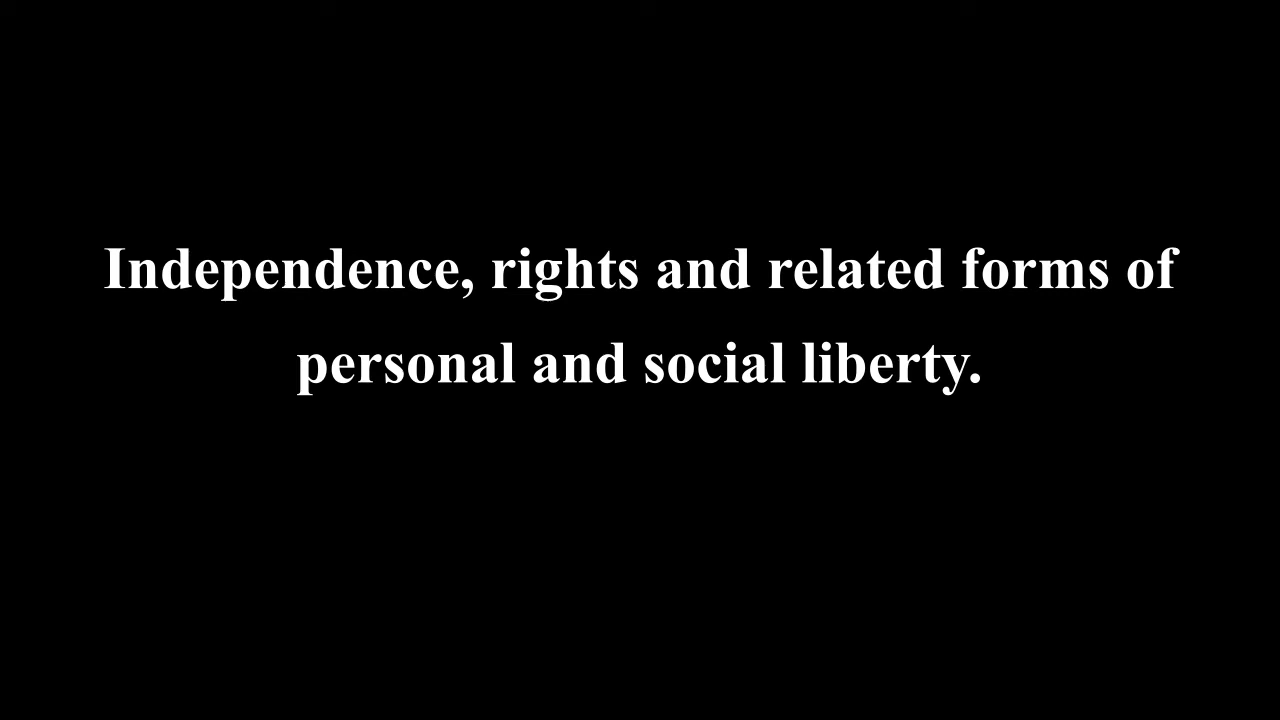 Independence, rights and related forms of
personal and social liberty.